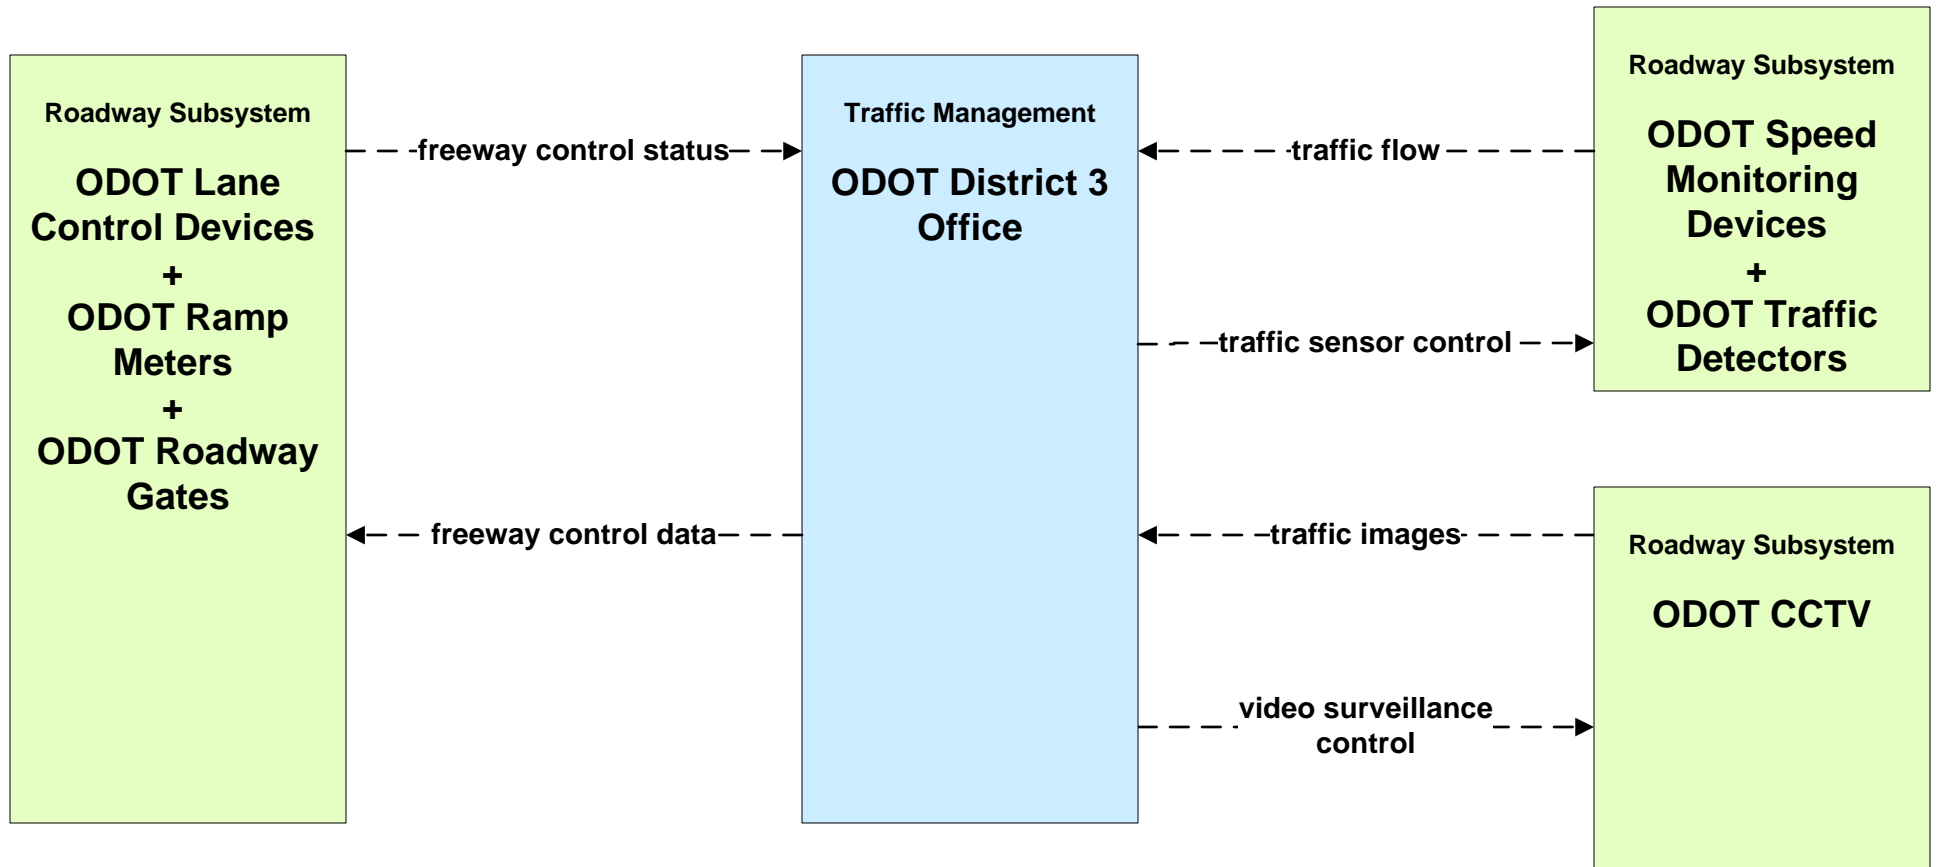 Roadway Subsystem
ODOT Lane
Control Devices
+
ODOT Ramp
Meters
+
ODOT Roadway
Gates
freeway control status
freeway control data
Traffic Management
ODOT District 3
Office
traffic flow
traffic sensor control
traffic images
video surveillance
control
Roadway Subsystem
ODOT Speed
Monitoring
Devices
+
ODOT Traffic
Detectors
Roadway Subsystem
ODOT CCTV